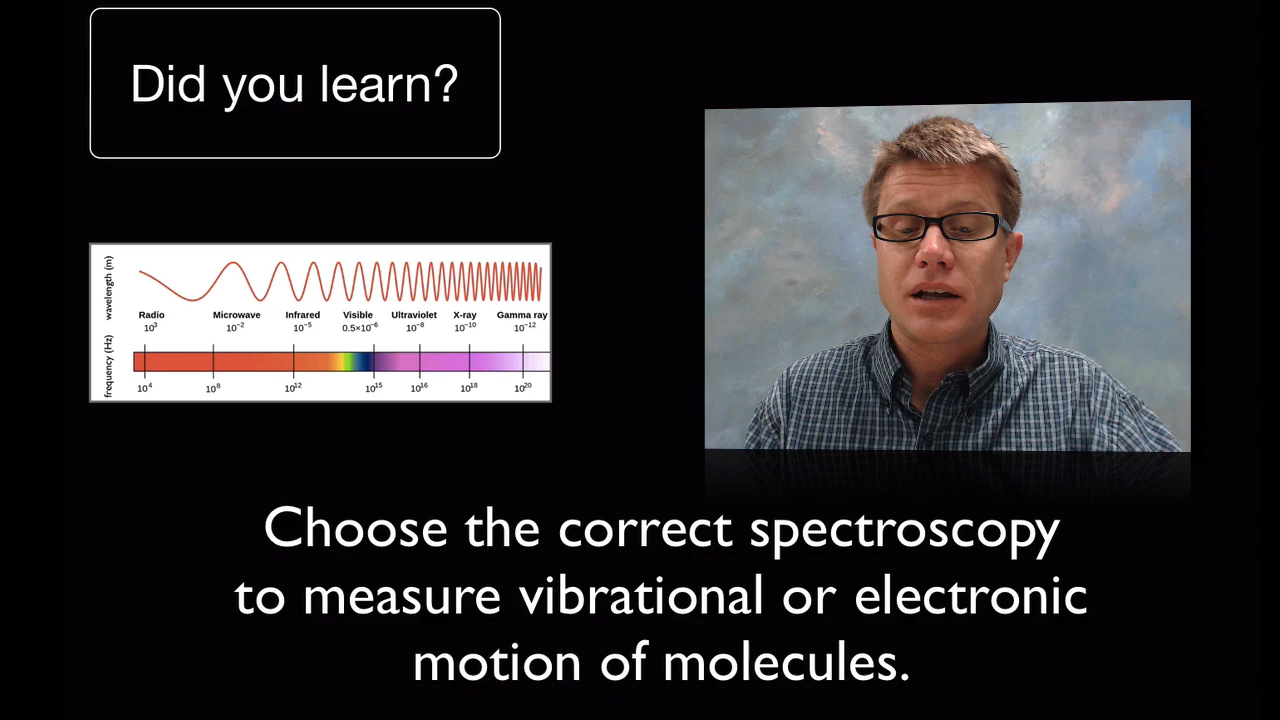 Did you learn?
wavelength (m)
Radio Microwave Infrared Visible Ultraviolet X-ray Gamma ray
10³ 10⁻² 10⁻⁵ 0.5×10⁻⁶ 10⁻⁸ 10⁻¹⁰ 10⁻¹²
frequency (Hz)
10⁴ 10⁸ 10¹² 10¹⁵ 10¹⁶ 10¹⁸ 10²⁰
Choose the correct spectroscopy
to measure vibrational or electronic
motion of molecules.